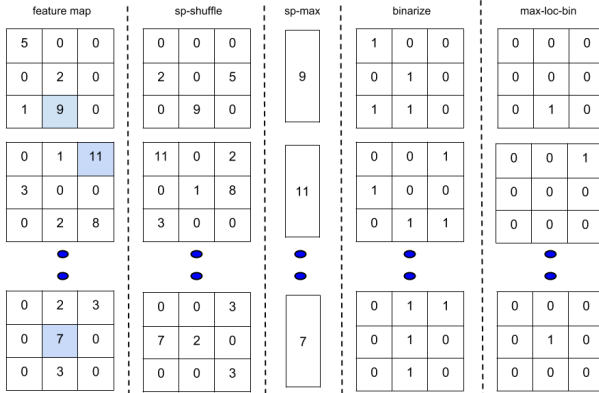 feature map sp-shuffle sp-max binarize max-loc-bin
5 0 0 0 0 0 1 0 0 0 0 0
0 2 0 2 0 5 9 0 1 0 0 0 0
1 9 0 0 9 0 1 1 0 0 1 0
0 1 11 11 0 2 0 0 1 0 0 1
3 0 0 0 1 8 11 1 0 0 0 0 0
0 2 8 3 0 0 0 1 1 0 0 0
0 2 3 0 0 3 0 1 1 0 0 0
0 7 0 7 2 0 7 0 1 0 0 1 0
0 3 0 0 0 3 0 1 0 0 0 0